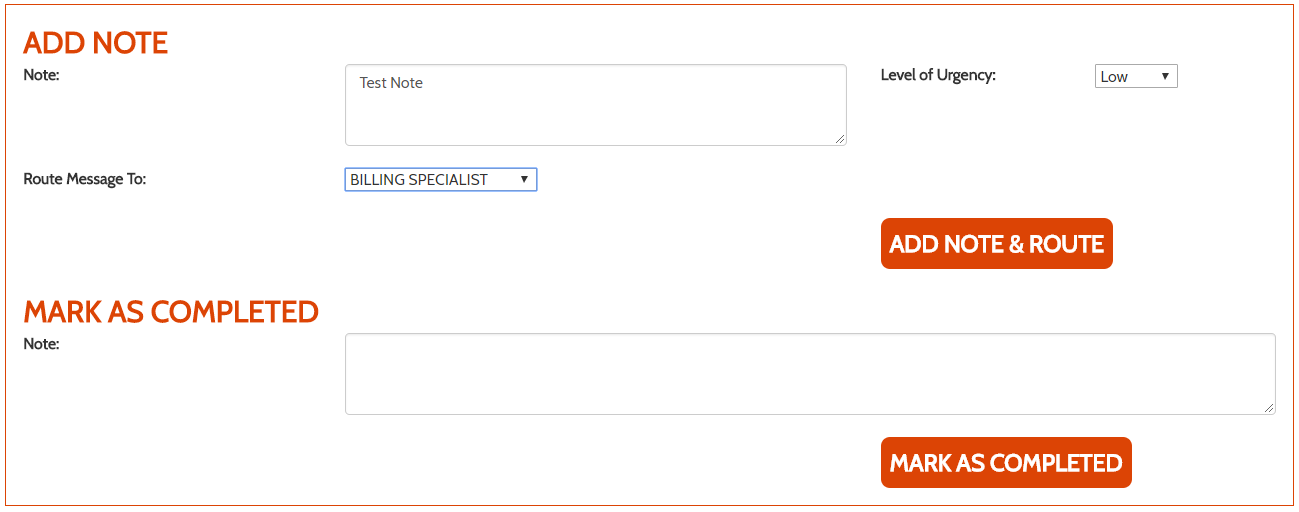 ADD NOTE
Note:
Test Note
Level of Urgency:
Low
Route Message To:
BILLING SPECIALIST
ADD NOTE & ROUTE
MARK AS COMPLETED
Note:
MARK AS COMPLETED